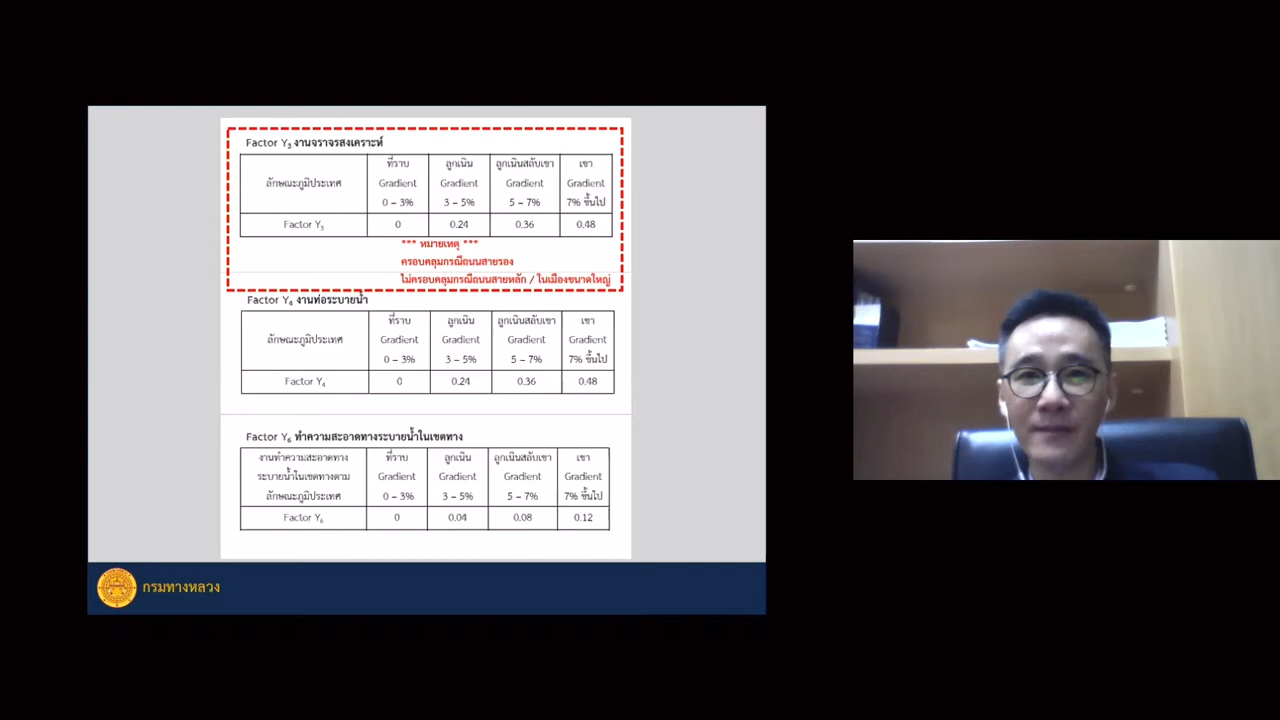 Factor Y₃ งานจราจรสงเคราะห์
ลักษณะภูมิประเทศ
ที่ราบ
Gradient
0 – 3%
ลูกเนิน
Gradient
3 – 5%
ลูกเนินสลับเขา
Gradient
5 – 7%
เขา
Gradient
7% ขึ้นไป
Factor Y₃ 0 0.24 0.36 0.48
*** หมายเหตุ ***
ครอบคลุมกรณีถนนสายรอง
ไม่ครอบคลุมกรณีถนนสายหลัก / ในเมืองขนาดใหญ่
Factor Y₄ งานท่อระบายน้ำ
ลักษณะภูมิประเทศ
ที่ราบ
Gradient
0 – 3%
ลูกเนิน
Gradient
3 – 5%
ลูกเนินสลับเขา
Gradient
5 – 7%
เขา
Gradient
7% ขึ้นไป
Factor Y₄ 0 0.24 0.36 0.48
Factor Y₆ ทำความสะอาดทางระบายน้ำในเขตทาง
งานทำความสะอาดทาง
ระบายน้ำในเขตทางตาม
ลักษณะภูมิประเทศ
ที่ราบ
Gradient
0 – 3%
ลูกเนิน
Gradient
3 – 5%
ลูกเนินสลับเขา
Gradient
5 – 7%
เขา
Gradient
7% ขึ้นไป
Factor Y₆ 0 0.04 0.08 0.12
กรมทางหลวง